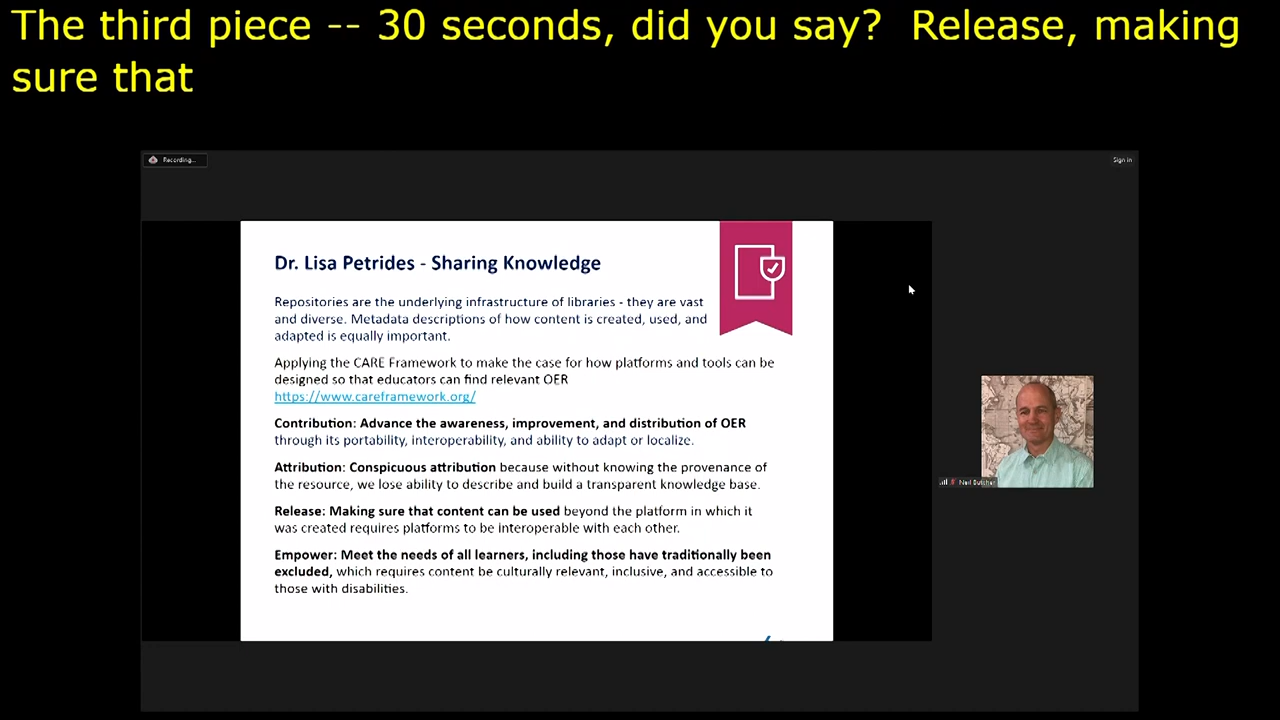 The third piece -- 30 seconds, did you say?  Release, making
sure that
Recording...
Sign in
Dr. Lisa Petrides - Sharing Knowledge
Repositories are the underlying infrastructure of libraries - they are vast
and diverse. Metadata descriptions of how content is created, used, and
adapted is equally important.
Applying the CARE Framework to make the case for how platforms and tools can be
designed so that educators can find relevant OER
https://www.careframework.org/
Contribution: Advance the awareness, improvement, and distribution of OER
through its portability, interoperability, and ability to adapt or localize.
Attribution: Conspicuous attribution because without knowing the provenance of
the resource, we lose ability to describe and build a transparent knowledge base.
Release: Making sure that content can be used beyond the platform in which it
was created requires platforms to be interoperable with each other.
Empower: Meet the needs of all learners, including those have traditionally been
excluded, which requires content be culturally relevant, inclusive, and accessible to
those with disabilities.
Neil Butcher